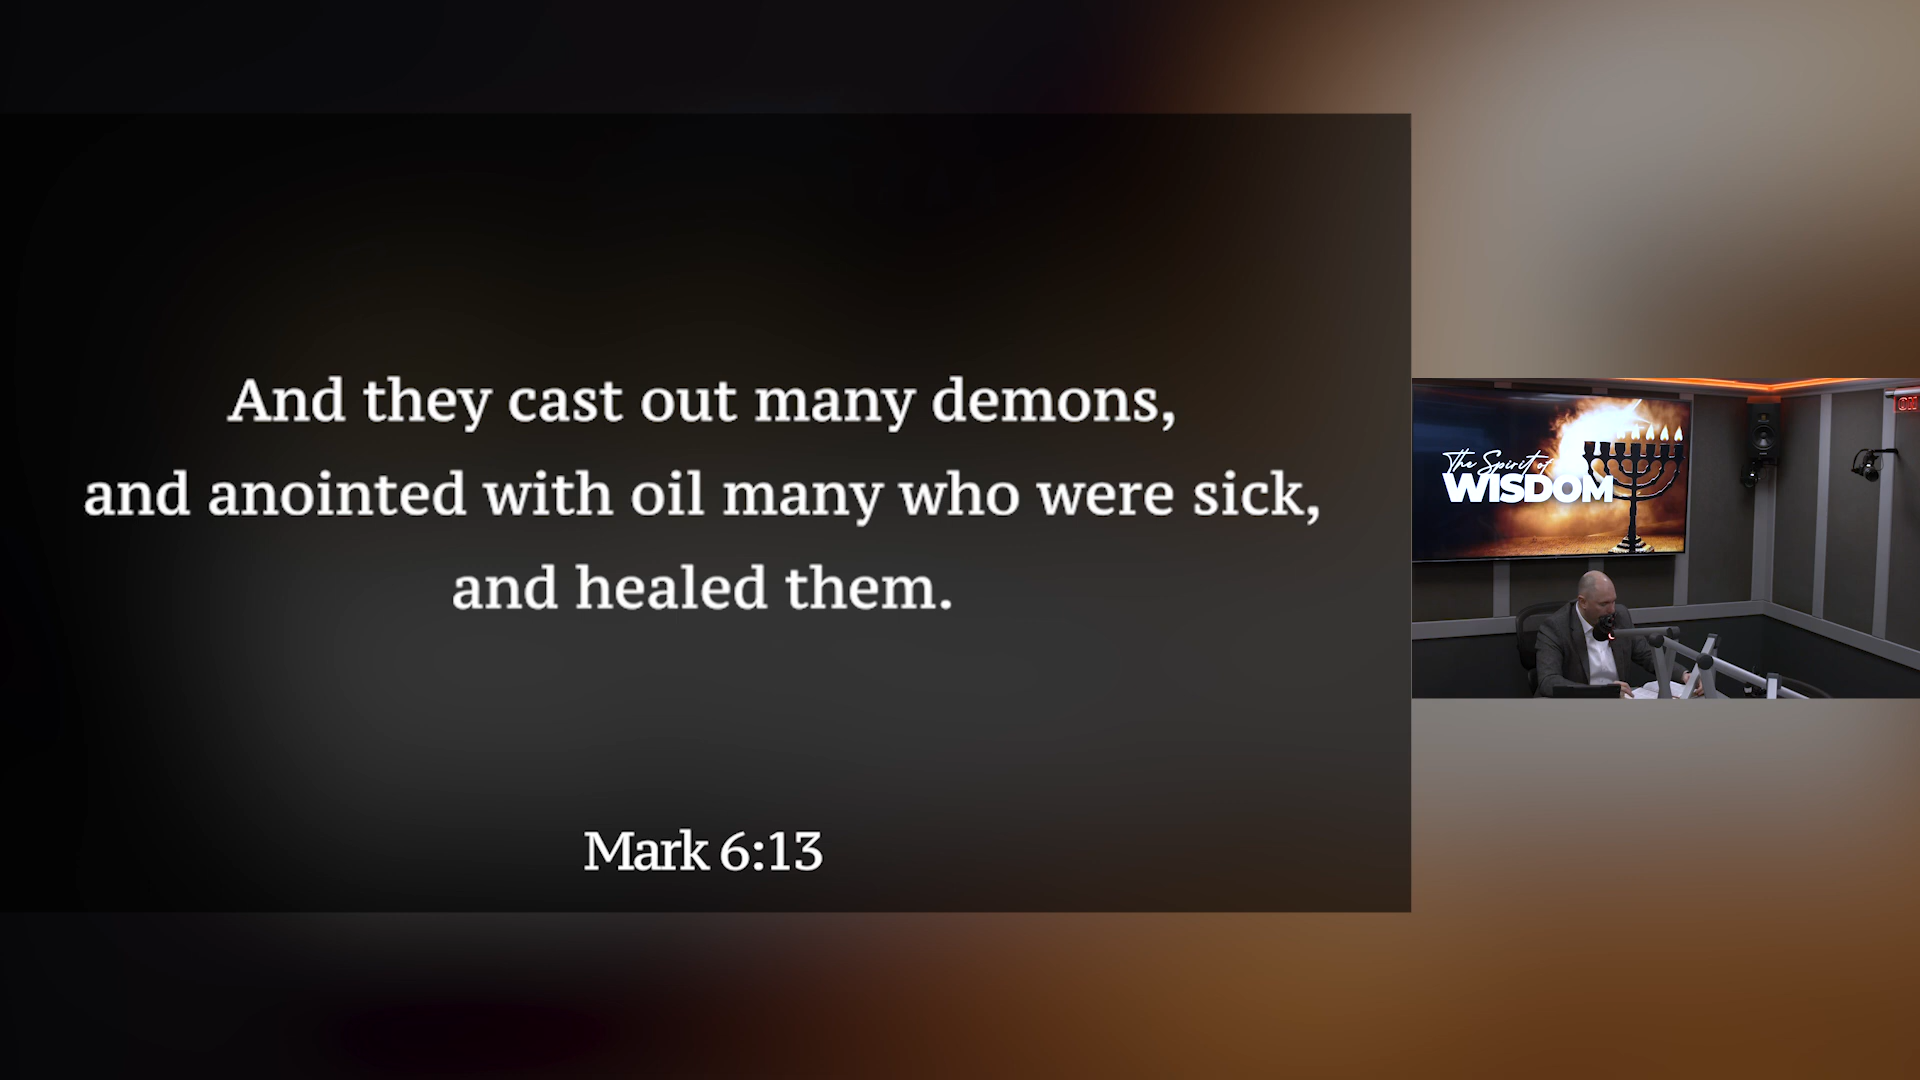 And they cast out many demons,
and anointed with oil many who were sick,
and healed them.
Mark 6:13
The Spirit of
WISDOM
ON